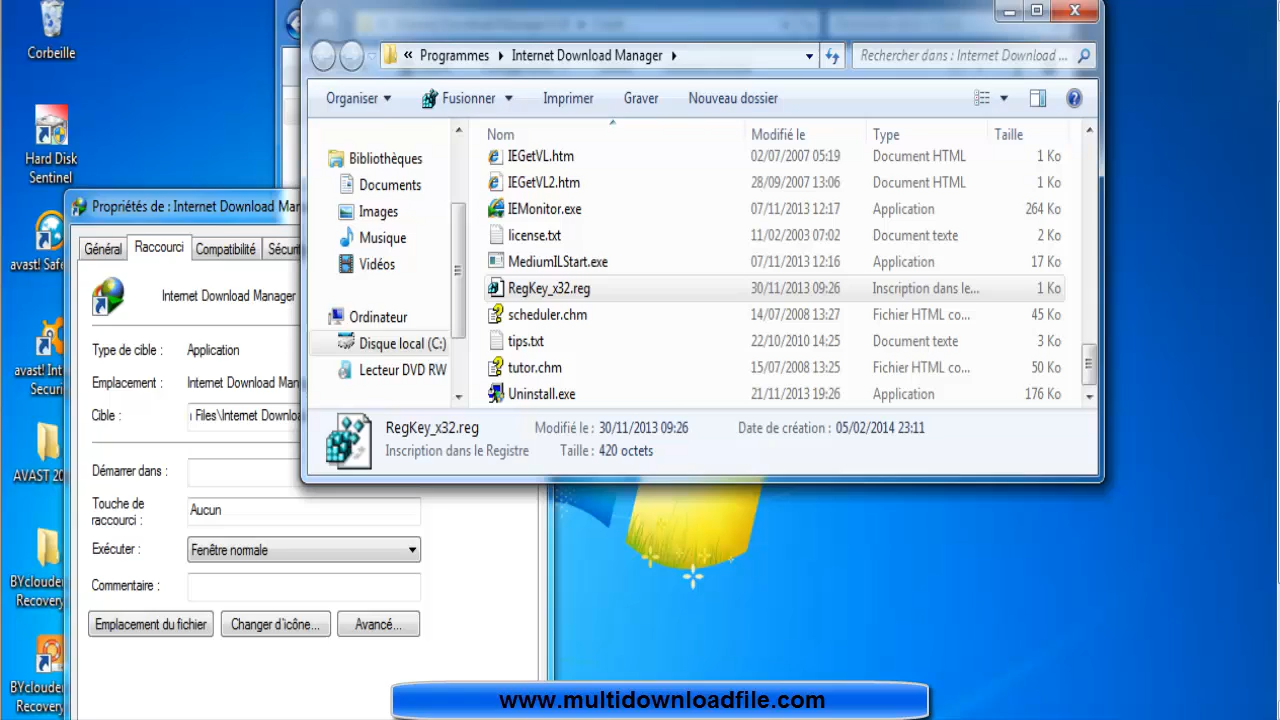 Corbeille
Hard Disk
Sentinel
avast! Safe
avast! Int
Securi
AVAST 20
BYcloude
Recovery
BYcloude
Recovery
« Programmes Internet Download Manager
Rechercher dans : Internet Download ...
Organiser Fusionner Imprimer Graver Nouveau dossier
Bibliothèques
Documents
Images
Musique
Vidéos
Ordinateur
Disque local (C:)
Lecteur DVD RW
Nom Modifié le Type Taille
IEGetVL.htm 02/07/2007 05:19 Document HTML 1 Ko
IEGetVL2.htm 28/09/2007 13:06 Document HTML 1 Ko
IEMonitor.exe 07/11/2013 12:17 Application 264 Ko
license.txt 11/02/2003 07:02 Document texte 2 Ko
MediumILStart.exe 07/11/2013 12:16 Application 17 Ko
RegKey_x32.reg 30/11/2013 09:26 Inscription dans le... 1 Ko
scheduler.chm 14/07/2008 13:27 Fichier HTML co... 45 Ko
tips.txt 22/10/2010 14:25 Document texte 3 Ko
tutor.chm 15/07/2008 13:25 Fichier HTML co... 50 Ko
Uninstall.exe 21/11/2013 19:26 Application 176 Ko
RegKey_x32.reg Modifié le : 30/11/2013 09:26 Date de création : 05/02/2014 23:11
Inscription dans le Registre Taille : 420 octets
Propriétés de : Internet Download Man
Général Raccourci Compatibilité Sécuri
Internet Download Manager
Type de cible : Application
Emplacement : Internet Download Man
Cible : Files\Internet Downloa
Démarrer dans :
Touche de
raccourci :
Aucun
Exécuter : Fenêtre normale
Commentaire :
Emplacement du fichier Changer d'icône... Avancé...
www.multidownloadfile.com